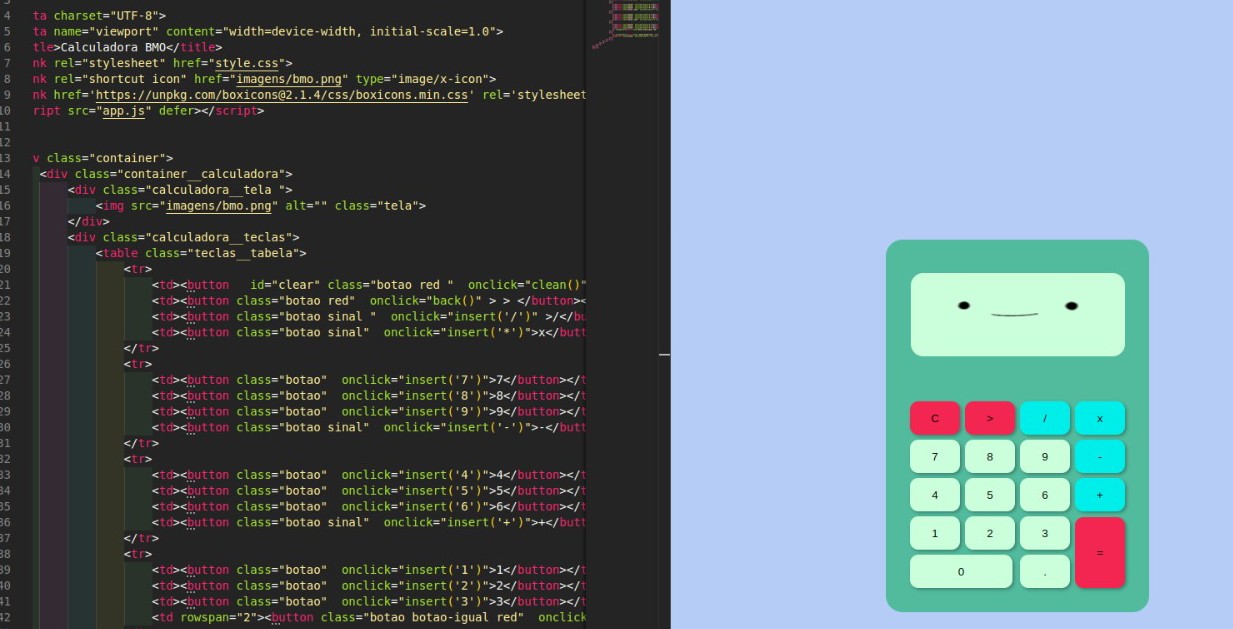 4 ta charset="UTF-8">
5 ta name="viewport" content="width=device-width, initial-scale=1.0">
6 tle>Calculadora BMO</title>
7 nk rel="stylesheet" href="style.css">
8 nk rel="shortcut icon" href="imagens/bmo.png" type="image/x-icon">
9 nk href='https://unpkg.com/boxicons@2.1.4/css/boxicons.min.css' rel='stylesheet
10 ript src="app.js" defer></script>
11
12
13 v class="container">
14 <div class="container__calculadora">
15 <div class="calculadora__tela ">
16 <img src="imagens/bmo.png" alt="" class="tela">
17 </div>
18 <div class="calculadora__teclas">
19 <table class="teclas__tabela">
20 <tr>
21 <td><button   id="clear" class="botao red "  onclick="clean()"
22 <td><button class="botao red"  onclick="back()" > > </button><
23 <td><button class="botao sinal "  onclick="insert('/')" >/</bu
24 <td><button class="botao sinal"  onclick="insert('*')">x</butt
25 </tr>
26 <tr>
27 <td><button class="botao"  onclick="insert('7')">7</button></t
28 <td><button class="botao"  onclick="insert('8')">8</button></t
29 <td><button class="botao"  onclick="insert('9')">9</button></t
30 <td><button class="botao sinal"  onclick="insert('-')">-</butt
31 </tr>
32 <tr>
33 <td><button class="botao"  onclick="insert('4')">4</button></t
34 <td><button class="botao"  onclick="insert('5')">5</button></t
35 <td><button class="botao"  onclick="insert('6')">6</button></t
36 <td><button class="botao sinal"  onclick="insert('+')">+</butt
37 </tr>
38 <tr>
39 <td><button class="botao"  onclick="insert('1')">1</button></t
40 <td><button class="botao"  onclick="insert('2')">2</button></t
41 <td><button class="botao"  onclick="insert('3')">3</button></t
42 <td rowspan="2"><button class="botao botao-igual red"  onclick
C > / x
7 8 9 -
4 5 6 +
1 2 3 =
0 .